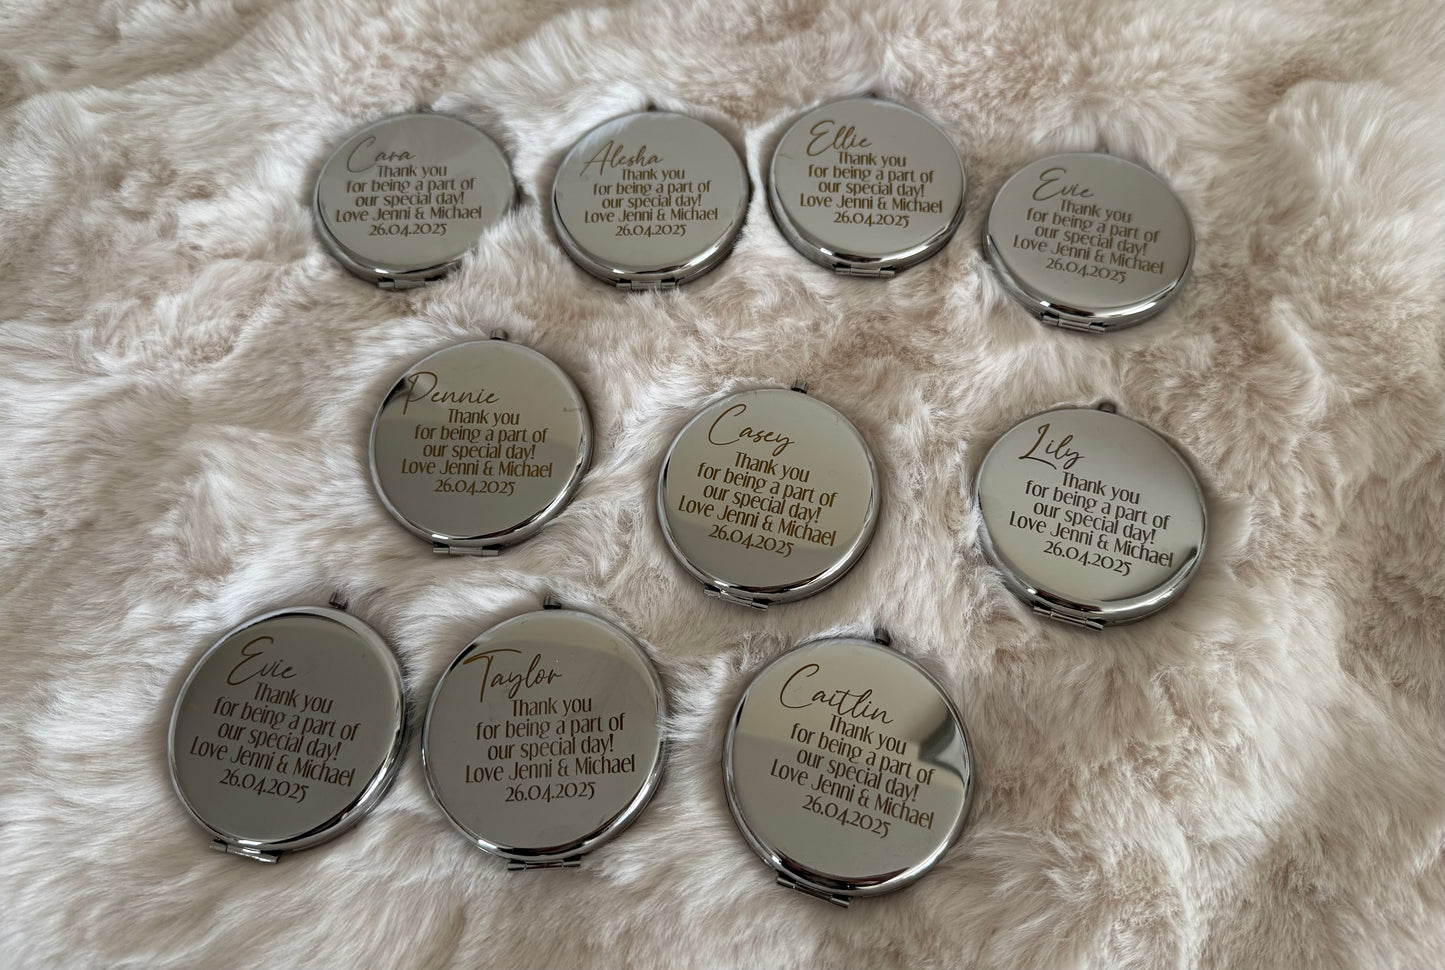 Cara
Thank you
for being a part of
our special day!
Love Jenni & Michael
26.04.2025
Alesha
Thank you
for being a part of
our special day!
Love Jenni & Michael
26.04.2025
Ellie
Thank you
for being a part of
our special day!
Love Jenni & Michael
26.04.2025
Evie
Thank you
for being a part of
our special day!
Love Jenni & Michael
26.04.2025
Pennie
Thank you
for being a part of
our special day!
Love Jenni & Michael
26.04.2025
Casey
Thank you
for being a part of
our special day!
Love Jenni & Michael
26.04.2025
Lily
Thank you
for being a part of
our special day!
Love Jenni & Michael
26.04.2025
Evie
Thank you
for being a part of
our special day!
Love Jenni & Michael
26.04.2025
Taylor
Thank you
for being a part of
our special day!
Love Jenni & Michael
26.04.2025
Caitlin
Thank you
for being a part of
our special day!
Love Jenni & Michael
26.04.2025